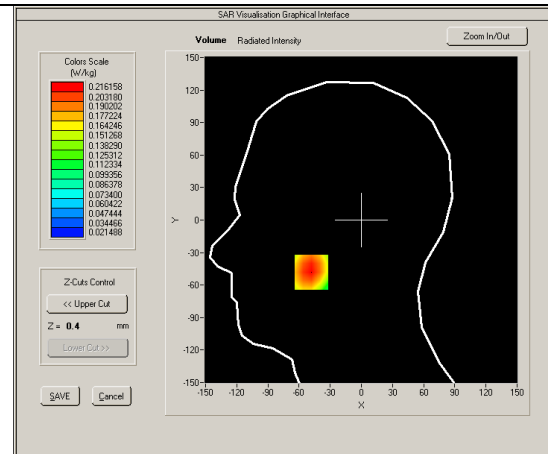 SAR Visualisation Graphical Interface
Volume Radiated Intensity
Zoom In/Out
Colors Scale
(W/kg)
0.216158
0.203180
0.190202
0.177224
0.164246
0.151268
0.138290
0.125312
0.112334
0.099356
0.086378
0.073400
0.060422
0.047444
0.034466
0.021488
Z-Cuts Control
<< Upper Cut
Z = 0.4 mm
Lower Cut >>
SAVE Cancel
150
120
90
60
30
0
-30
-60
-90
-120
-150
Y
-150 -120 -90 -60 -30 0 30 60 90 120 150
X